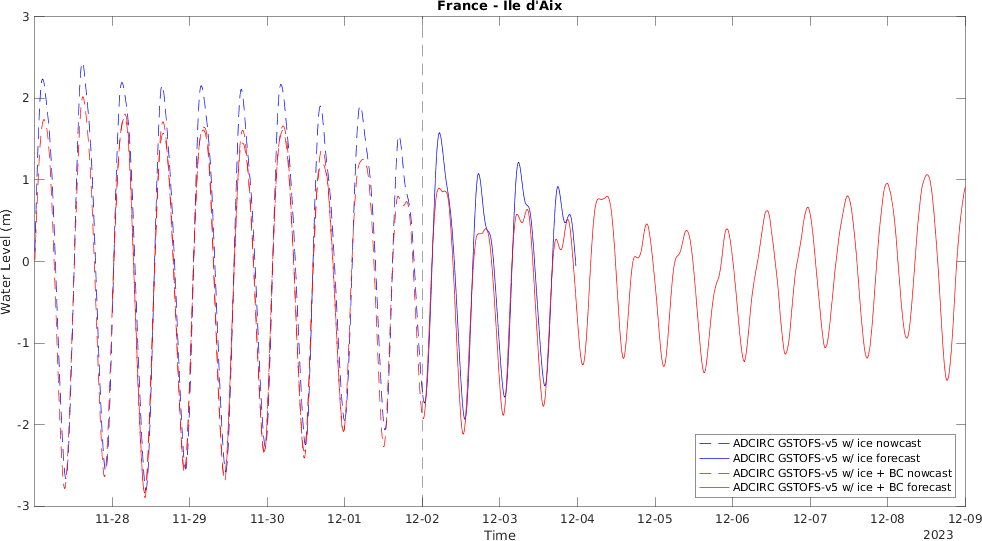 France - Ile d'Aix
3
2
1
0
-1
-2
-3
Water Level (m)
11-28 11-29 11-30 12-01 12-02 12-03 12-04 12-05 12-06 12-07 12-08 12-09
Time
2023
ADCIRC GSTOFS-v5 w/ ice nowcast
ADCIRC GSTOFS-v5 w/ ice forecast
ADCIRC GSTOFS-v5 w/ ice + BC nowcast
ADCIRC GSTOFS-v5 w/ ice + BC forecast